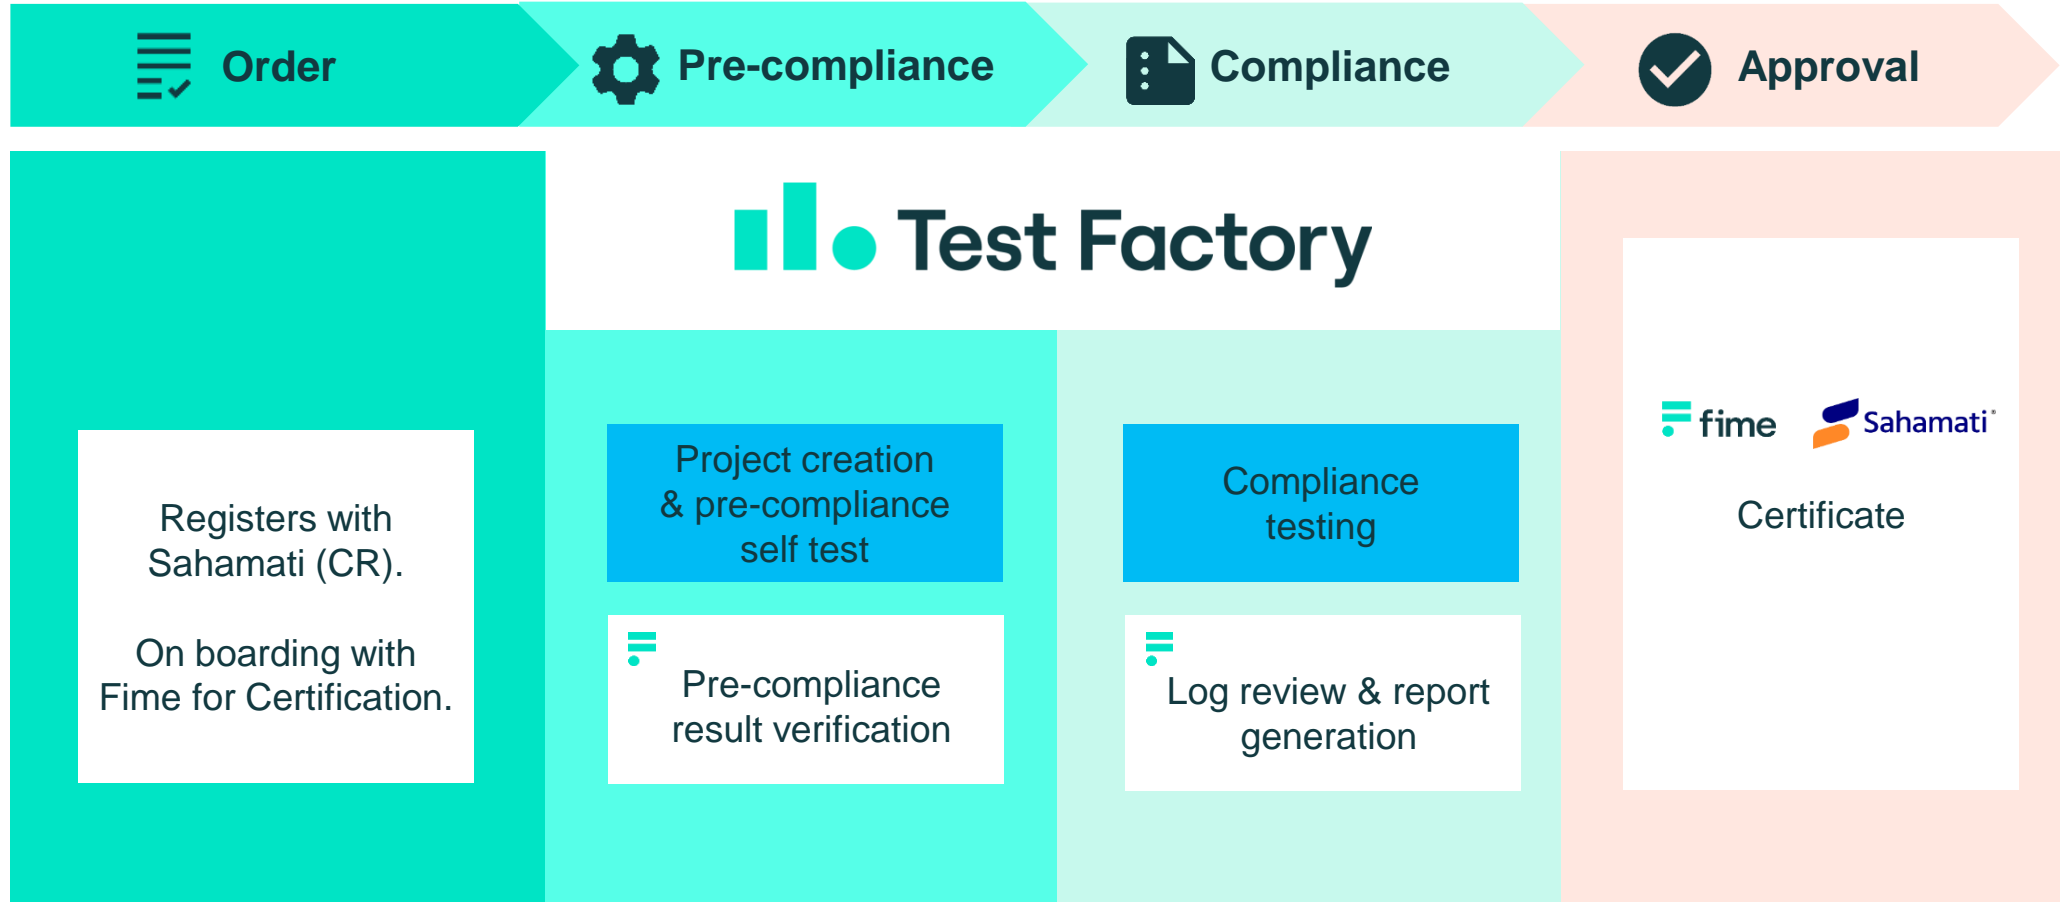 Order
Pre-compliance
Compliance
Approval
Test Factory
Registers with
Sahamati (CR).
On boarding with
Fime for Certification.
Project creation
& pre-compliance
self test
Pre-compliance
result verification
Compliance
testing
Log review & report
generation
fime
Sahamati
Certificate